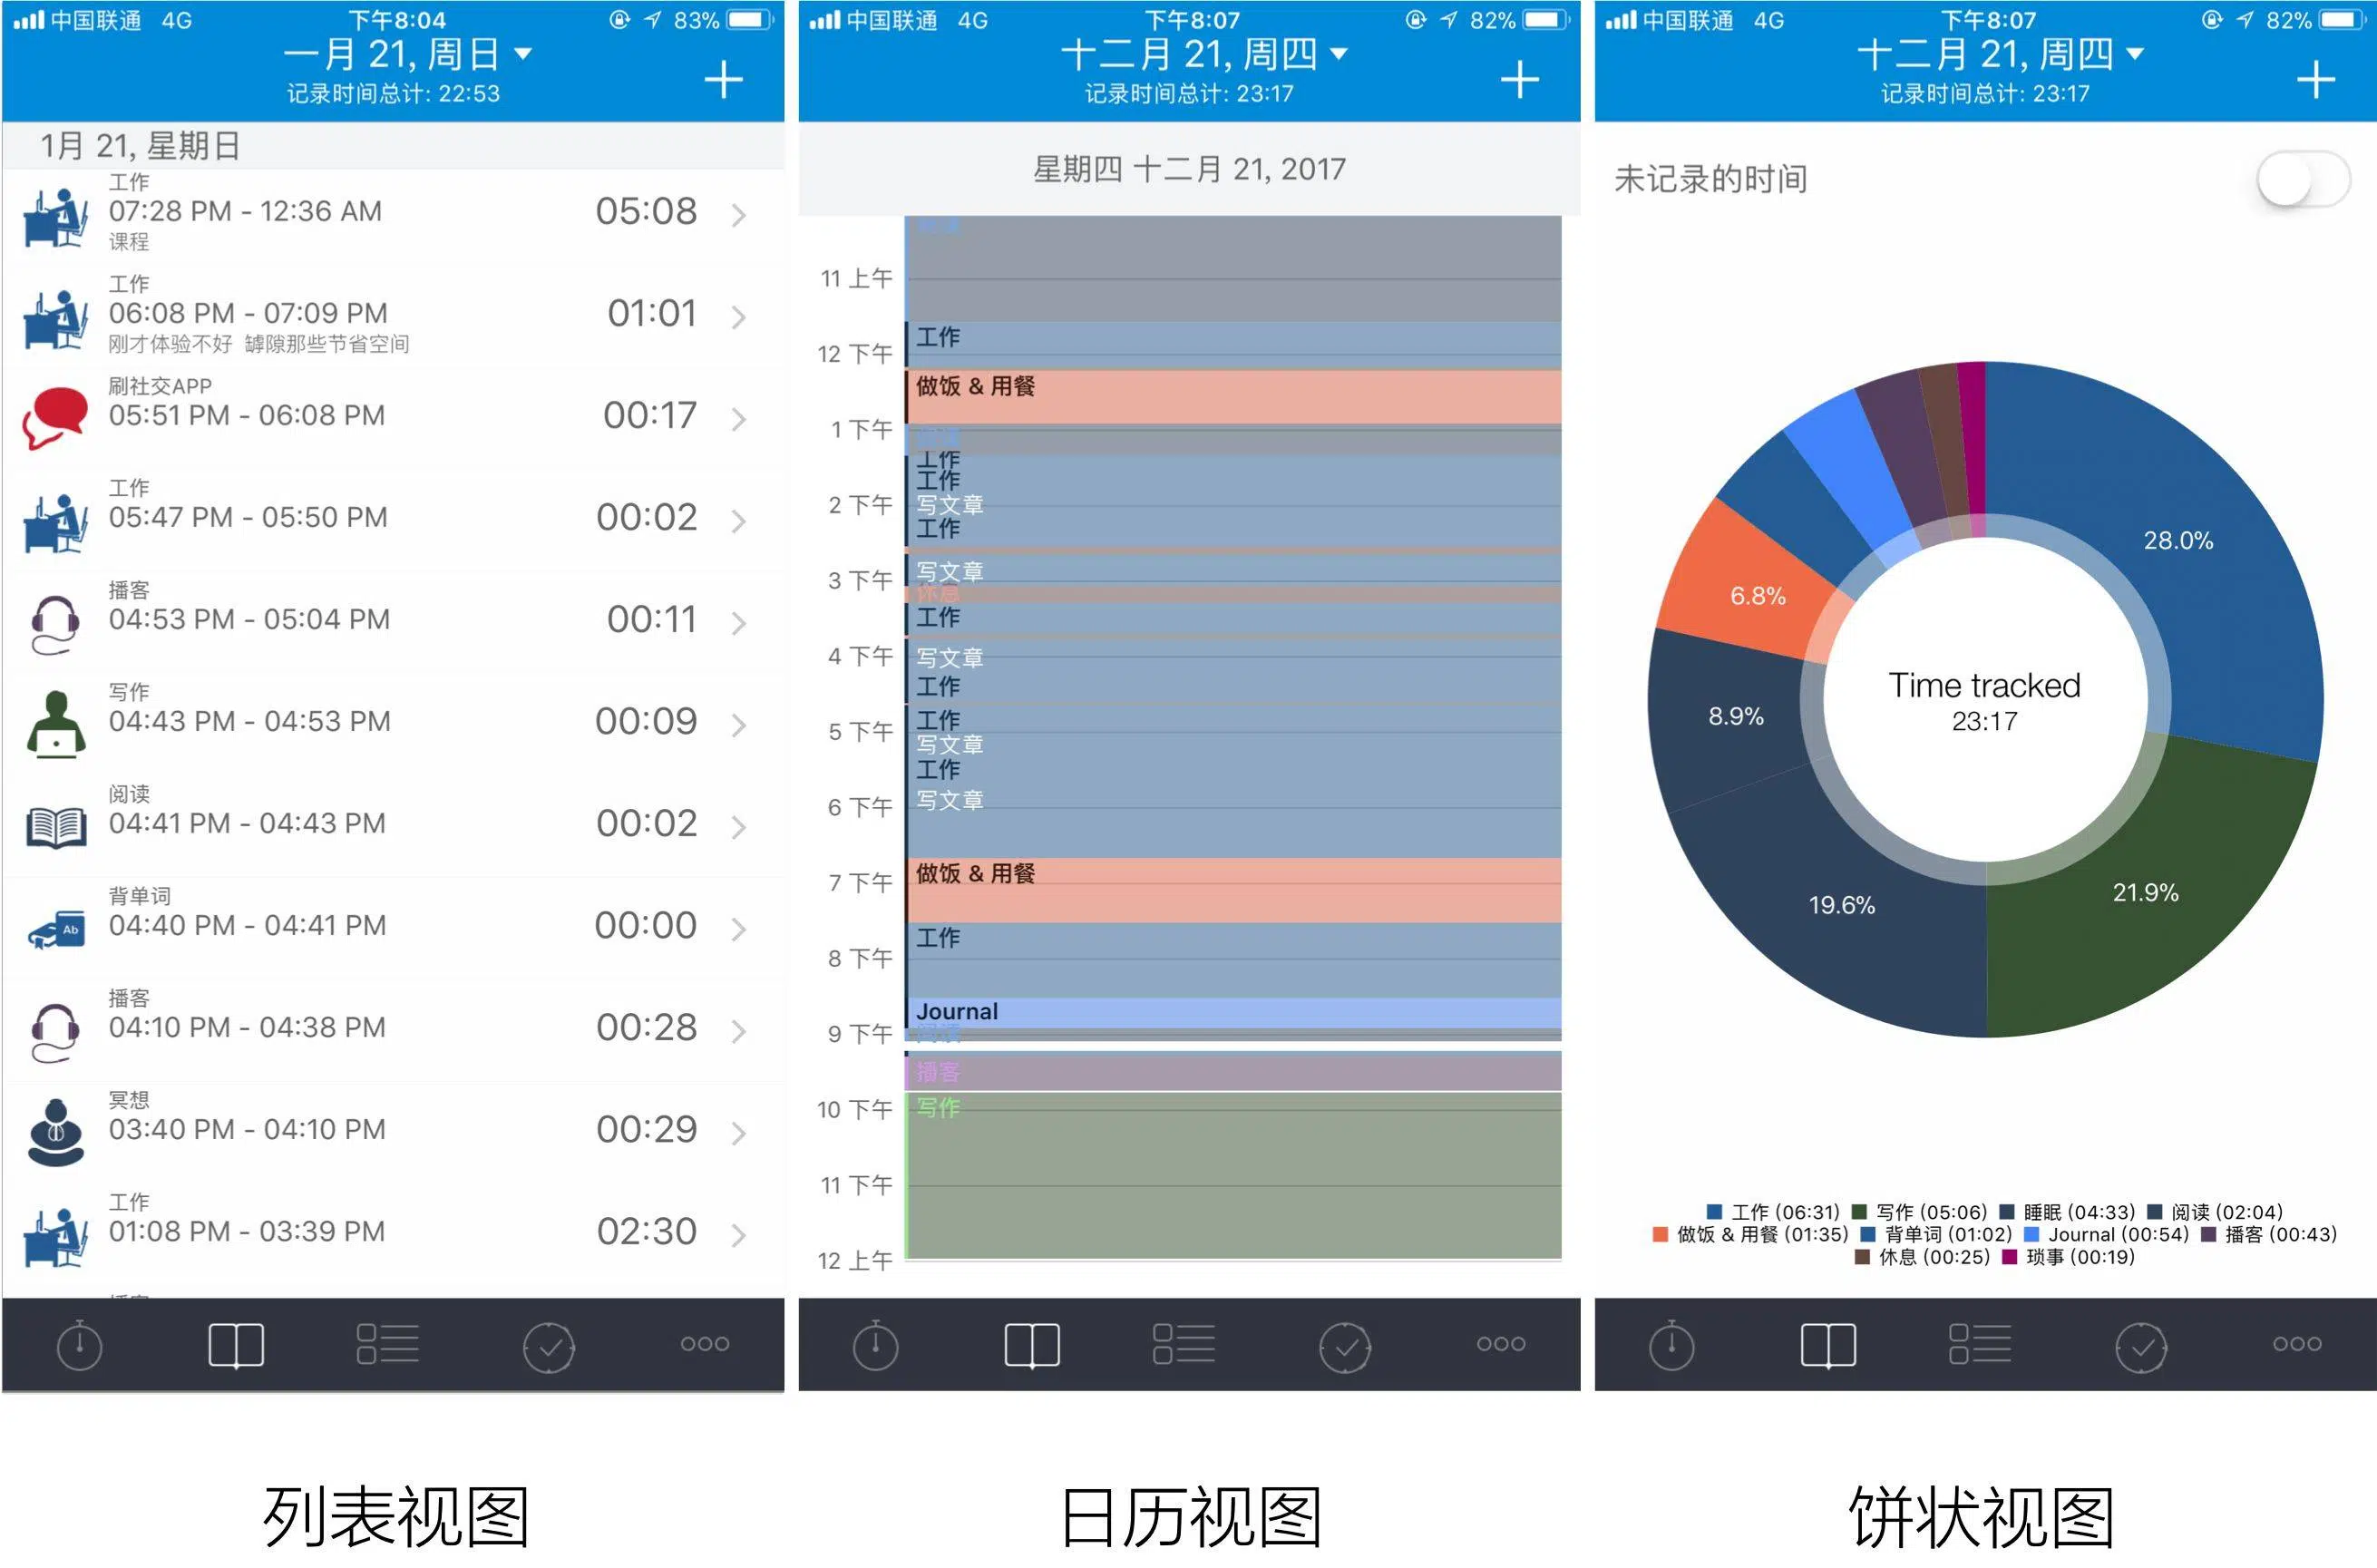 中国联通 4G 下午8:04 83%
一月 21, 周日
记录时间总计: 22:53
1月 21, 星期日
工作
07:28 PM - 12:36 AM 05:08
课程
工作
06:08 PM - 07:09 PM 01:01
刚才体验不好 罅隙那些节省空间
刷社交APP
05:51 PM - 06:08 PM 00:17
工作
05:47 PM - 05:50 PM 00:02
播客
04:53 PM - 05:04 PM 00:11
写作
04:43 PM - 04:53 PM 00:09
阅读
04:41 PM - 04:43 PM 00:02
背单词
Ab
04:40 PM - 04:41 PM 00:00
播客
04:10 PM - 04:38 PM 00:28
冥想
03:40 PM - 04:10 PM 00:29
工作
01:08 PM - 03:39 PM 02:30
列表视图
中国联通 4G 下午8:07 82%
十二月 21, 周四
记录时间总计: 23:17
星期四 十二月 21, 2017
11 上午
工作
12 下午
做饭 & 用餐
1 下午
工作
工作
2 下午 写文章
工作
写文章
3 下午
休息
工作
4 下午 写文章
工作
工作
5 下午
写文章
工作
写文章
6 下午
做饭 & 用餐
7 下午
工作
8 下午
Journal
9 下午 阅读
播客
10 下午 写作
11 下午
12 上午
日历视图
中国联通 4G 下午8:07 82%
十二月 21, 周四
记录时间总计: 23:17
未记录的时间
28.0%
6.8%
Time tracked
23:17
8.9%
21.9%
19.6%
工作 (06:31) 写作 (05:06) 睡眠 (04:33) 阅读 (02:04)
做饭 & 用餐 (01:35) 背单词 (01:02) Journal (00:54) 播客 (00:43)
休息 (00:25) 琐事 (00:19)
饼状视图